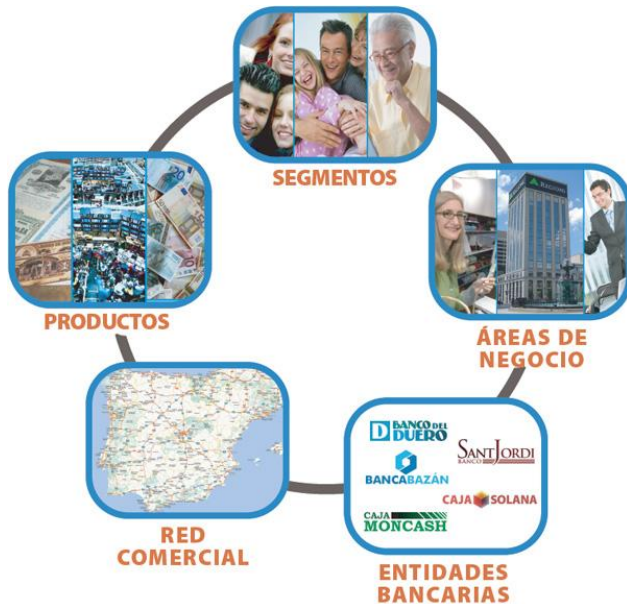 SEGMENTOS
PRODUCTOS
ÁREAS DE
NEGOCIO
BANCO DEL
DUERO
SANTJORDI
BANCO
BANCABAZÁN
CAJA SOLANA
CAJA
MONCASH
RED
COMERCIAL
ENTIDADES
BANCARIAS